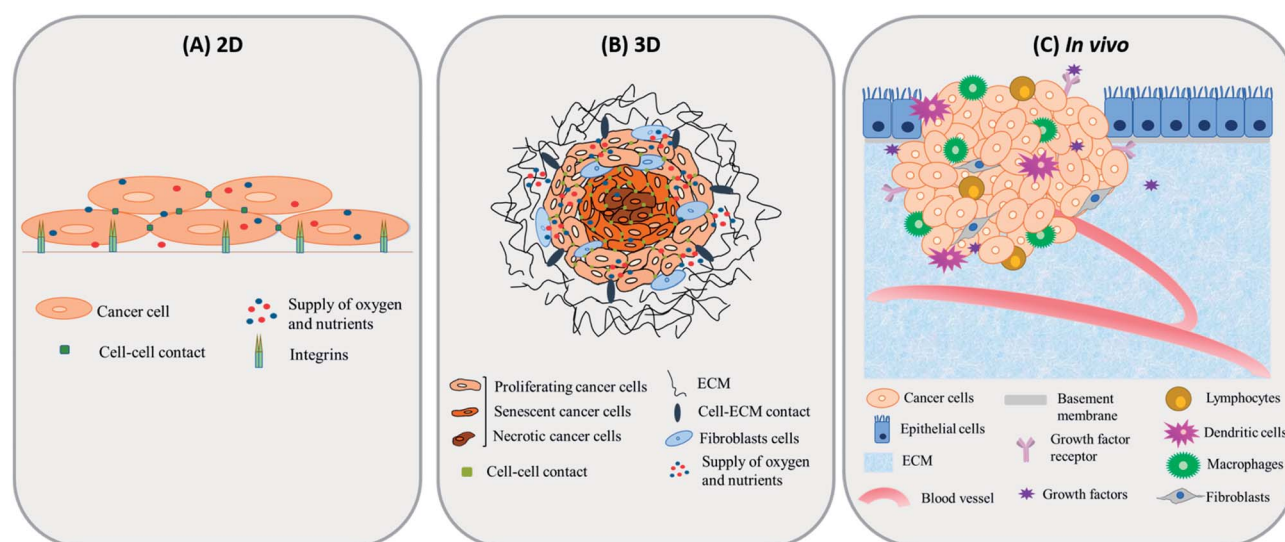 (A) 2D
Cancer cell
Supply of oxygen
and nutrients
Cell-cell contact
Integrins
(B) 3D
Proliferating cancer cells
ECM
Senescent cancer cells
Cell-ECM contact
Necrotic cancer cells
Fibroblasts cells
Cell-cell contact
Supply of oxygen
and nutrients
(C) In vivo
Cancer cells
Basement
membrane
Lymphocytes
Epithelial cells
Growth factor
receptor
Dendritic cells
ECM
Macrophages
Blood vessel
Growth factors
Fibroblasts